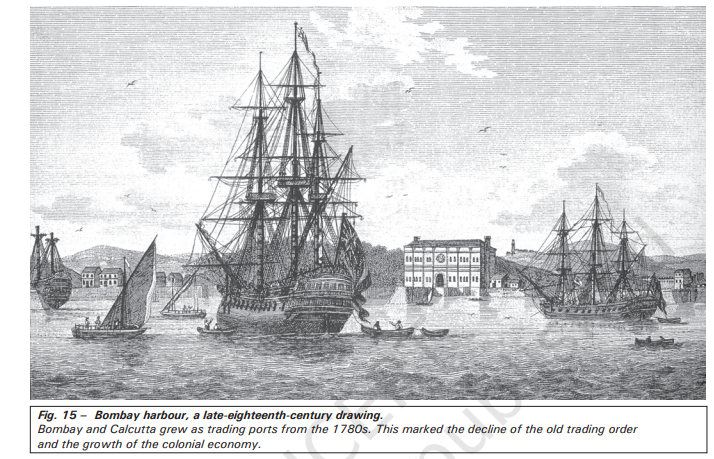 Fig. 15 – Bombay harbour, a late-eighteenth-century drawing.
Bombay and Calcutta grew as trading ports from the 1780s. This marked the decline of the old trading order
and the growth of the colonial economy.